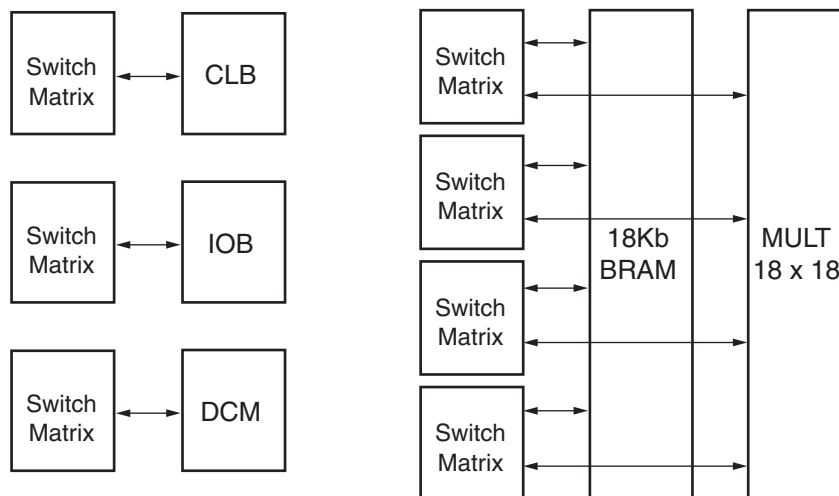 Switch
Matrix
CLB
Switch
Matrix
IOB
Switch
Matrix
DCM
Switch
Matrix
Switch
Matrix
Switch
Matrix
Switch
Matrix
18Kb
BRAM
MULT
18 x 18